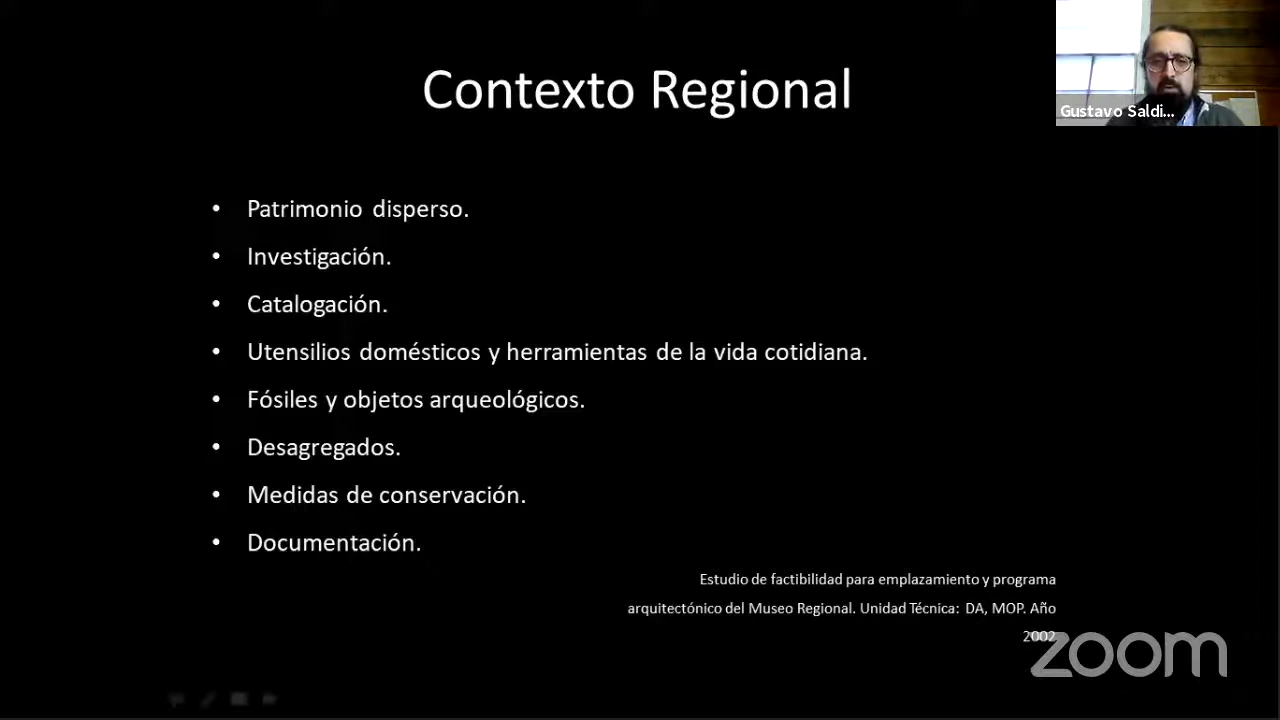 Contexto Regional
Gustavo Saldi...
• Patrimonio disperso.
• Investigación.
• Catalogación.
• Utensilios domésticos y herramientas de la vida cotidiana.
• Fósiles y objetos arqueológicos.
• Desagregados.
• Medidas de conservación.
• Documentación.
Estudio de factibilidad para emplazamiento y programa
arquitectónico del Museo Regional. Unidad Técnica: DA, MOP. Año
2002
zoom